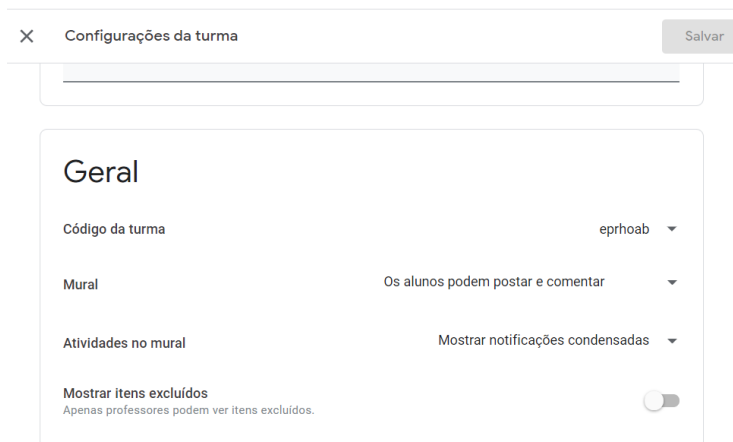 Configurações da turma
Salvar
Geral
Código da turma
eprhoab
Mural
Os alunos podem postar e comentar
Atividades no mural
Mostrar notificações condensadas
Mostrar itens excluídos
Apenas professores podem ver itens excluídos.